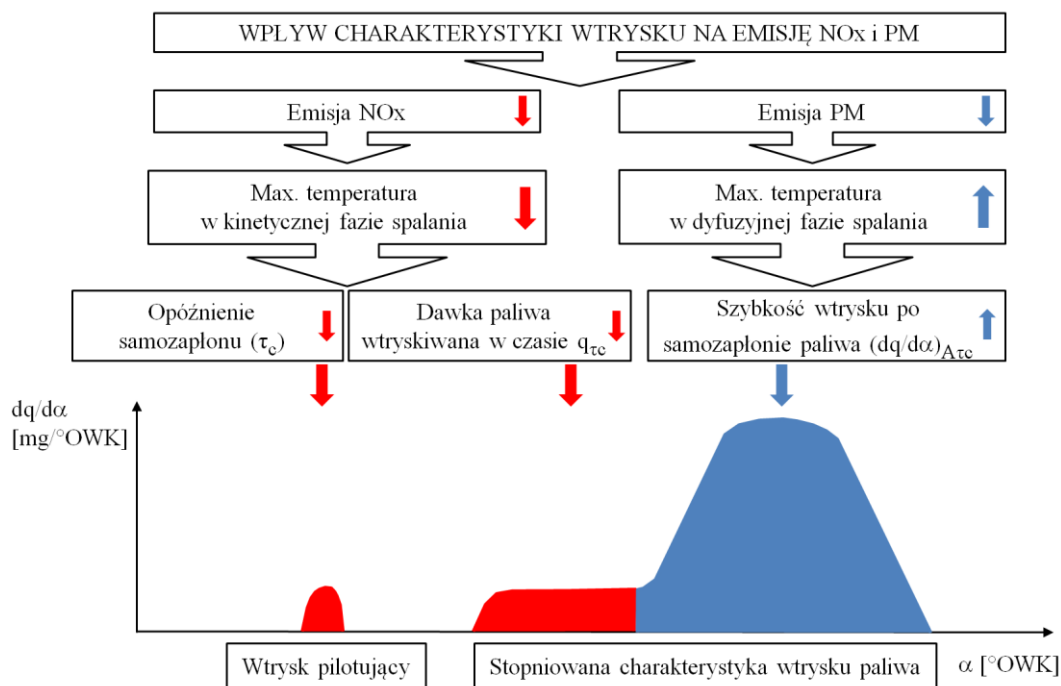 WPŁYW CHARAKTERYSTYKI WTRYSKU NA EMISJĘ NOx i PM
Emisja NOx
Emisja PM
Max. temperatura
w kinetycznej fazie spalania
Max. temperatura
w dyfuzyjnej fazie spalania
Opóźnienie
samozapłonu (τc)
Dawka paliwa
wtryskiwana w czasie qτc
Szybkość wtrysku po
samozapłonie paliwa (dq/dα)Aτc
dq/dα
[mg/°OWK]
Wtrysk pilotujący
Stopniowana charakterystyka wtrysku paliwa
α [°OWK]